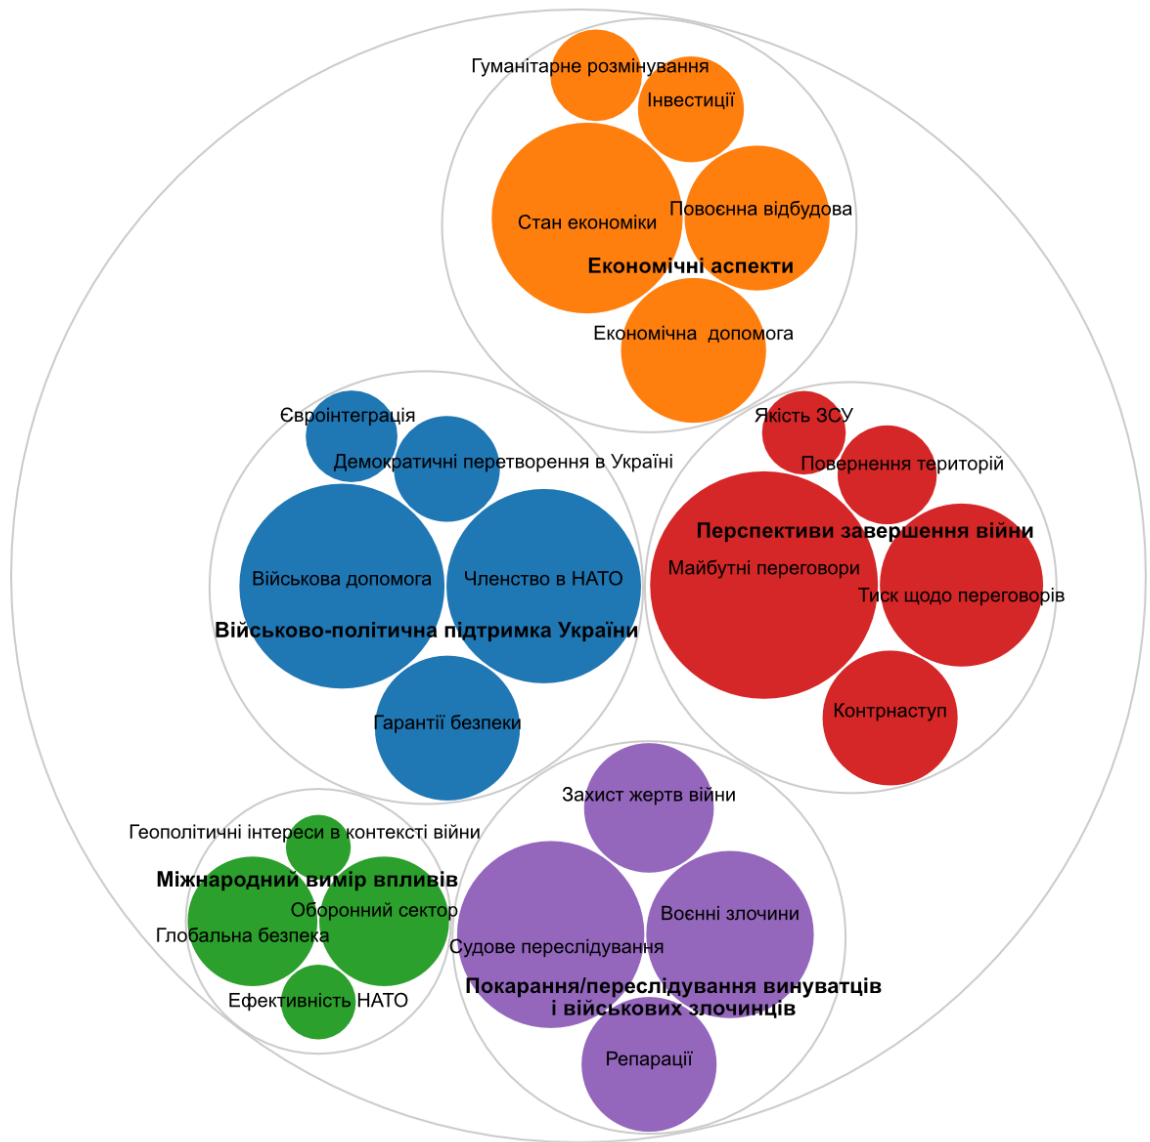 Гуманітарне розмінування
Інвестиції
Повоєнна відбудова
Стан економіки
Економічні аспекти
Економічна допомога
Євроінтеграція
Демократичні перетворення в Україні
Військова допомога
Членство в НАТО
Військово-політична підтримка України
Гарантії безпеки
Якість ЗСУ
Повернення територій
Перспективи завершення війни
Майбутні переговори
Тиск щодо переговорів
Контрнаступ
Геополітичні інтереси в контексті війни
Міжнародний вимір впливів
Оборонний сектор
Глобальна безпека
Ефективність НАТО
Захист жертв війни
Воєнні злочини
Судове переслідування
Покарання/переслідування винуватців
і військових злочинців
Репарації